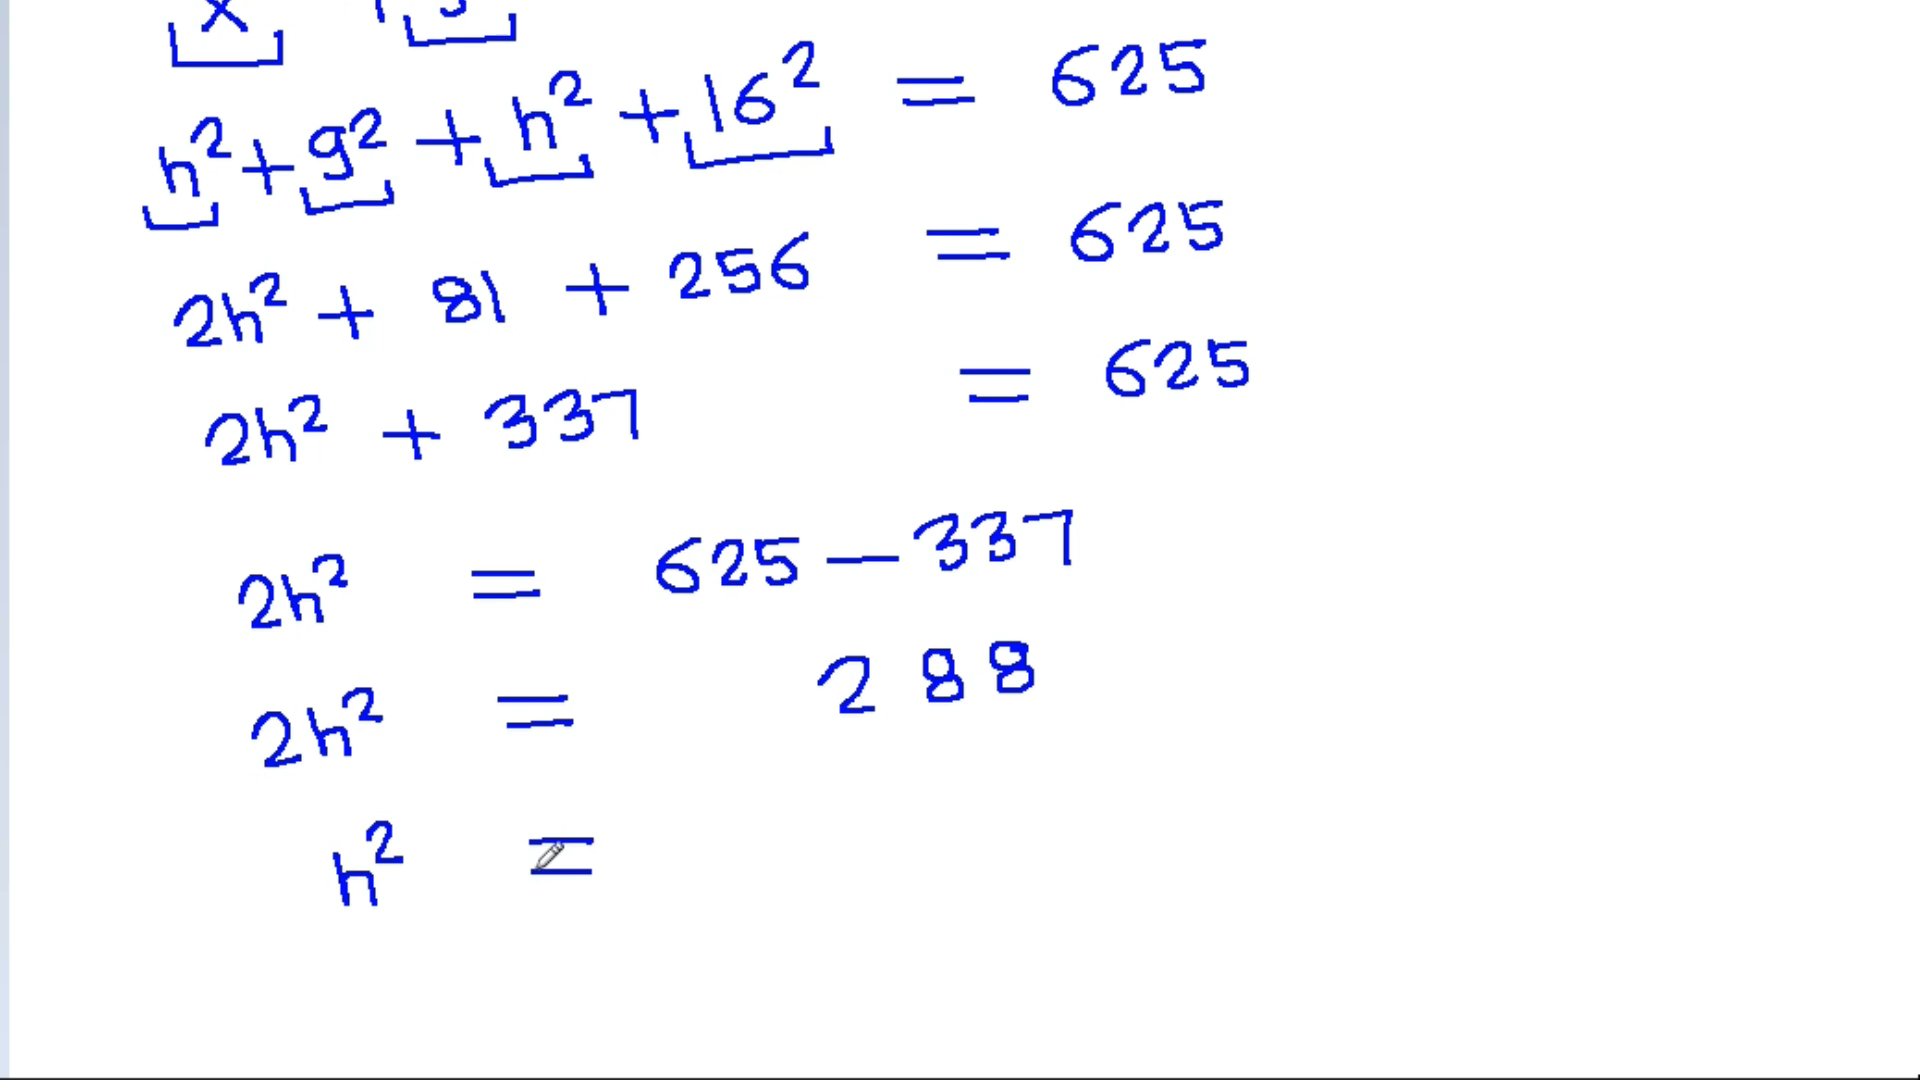 x
h² + 9² + h² + 16² = 625
2h² + 81 + 256 = 625
2h² + 337 = 625
2h² = 625 - 337
2h² = 288
h² =